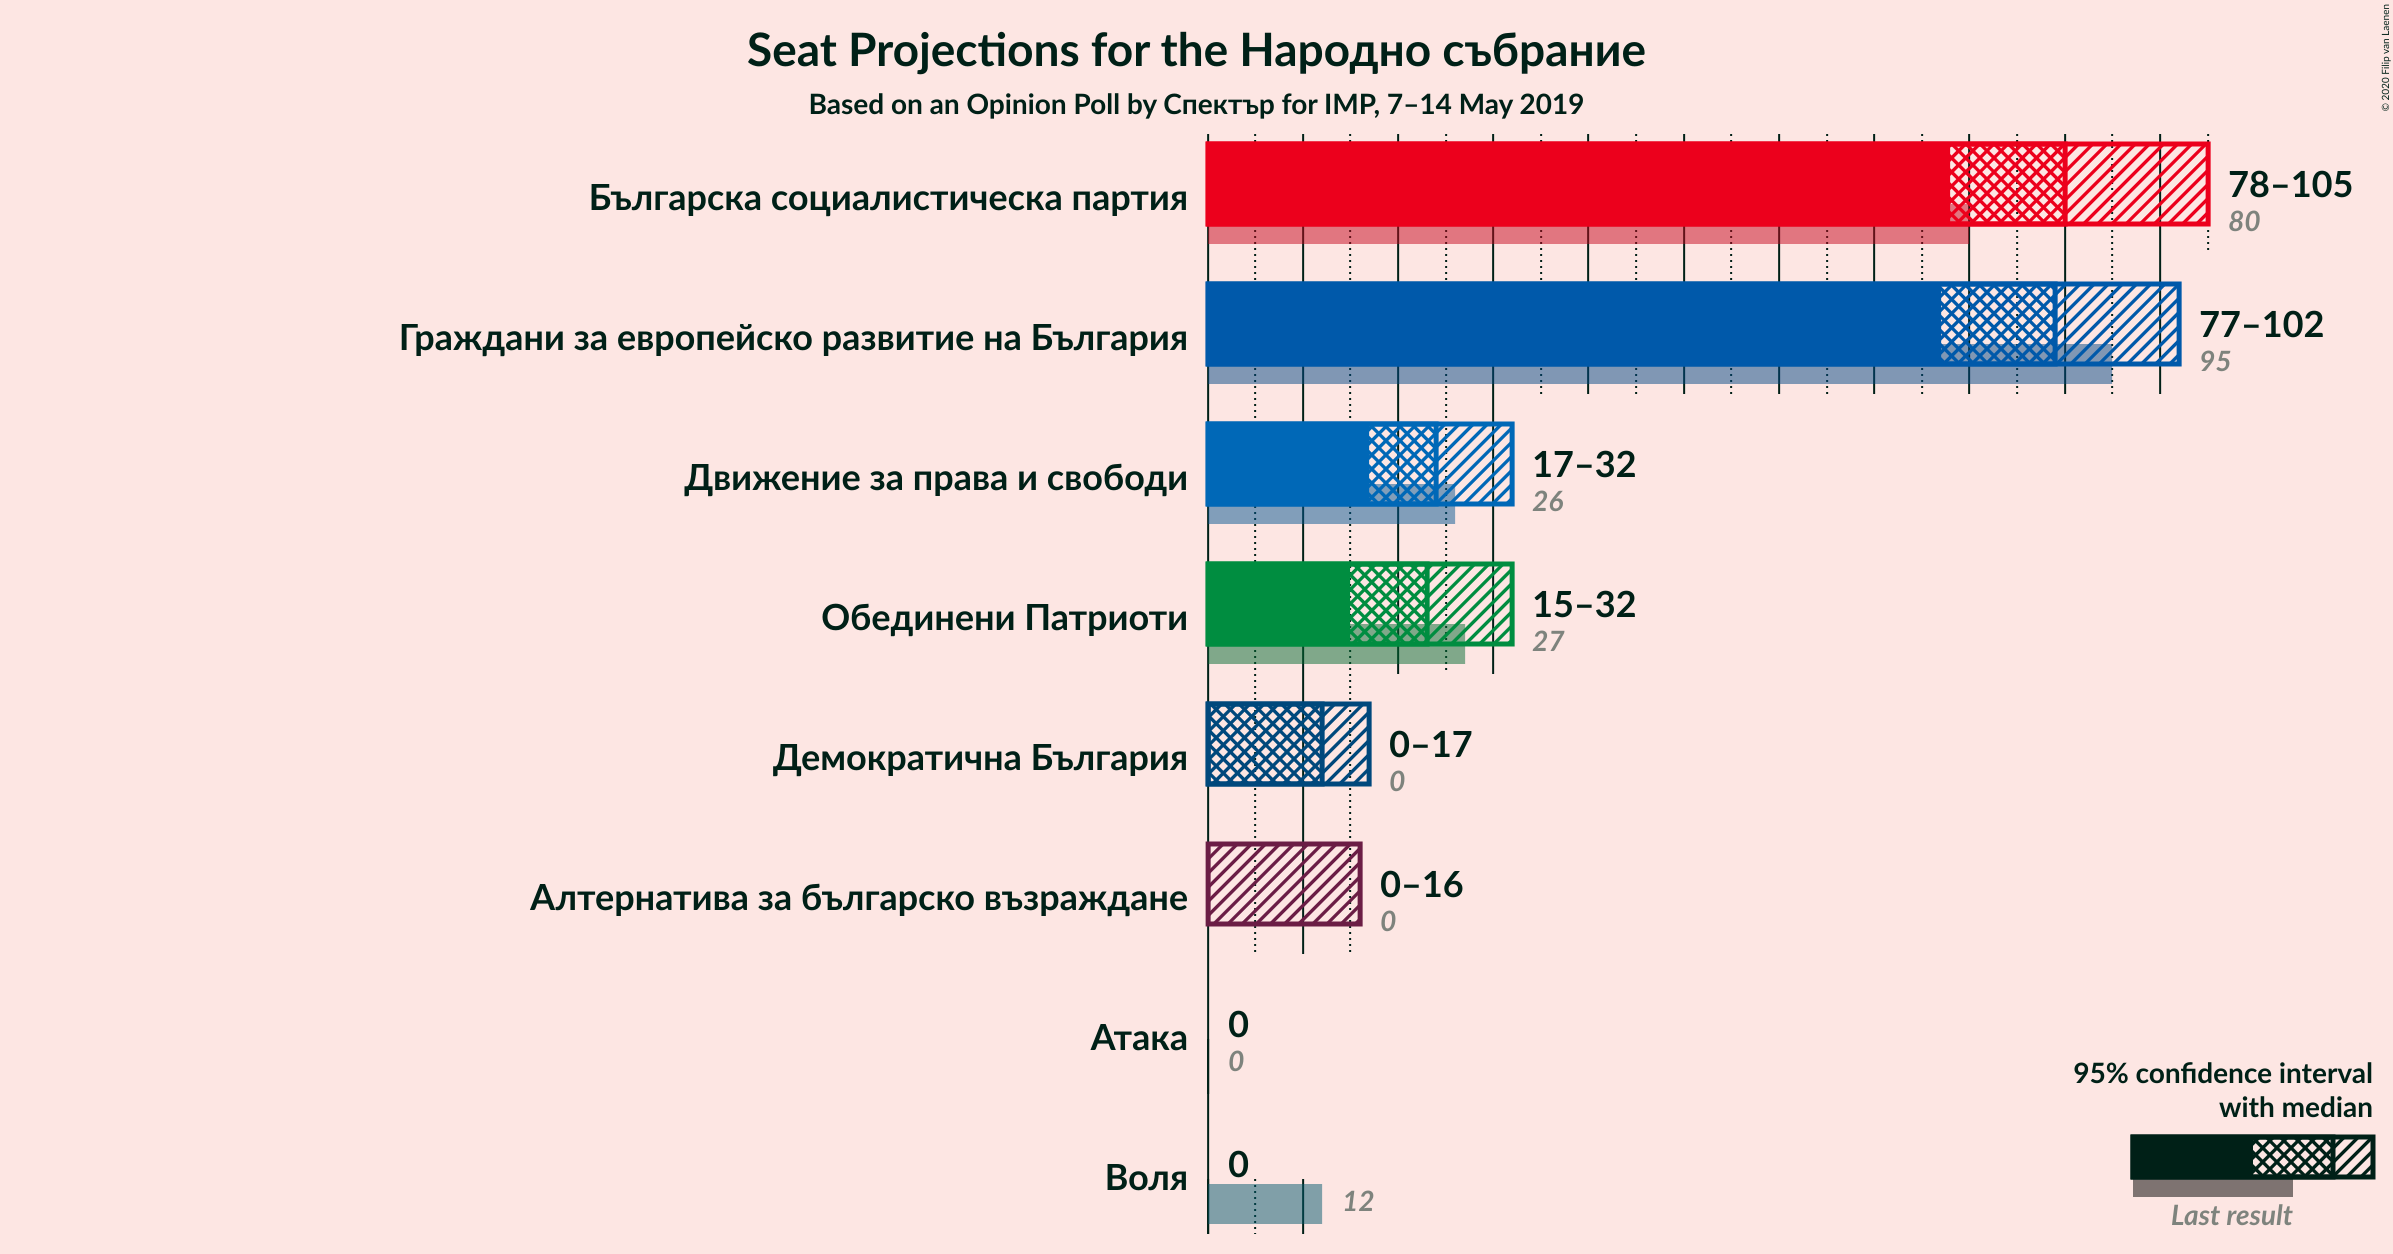 Seat Projections for the Народно събрание
Based on an Opinion Poll by Спектър for IMP, 7–14 May 2019
© 2020 Filip van Laenen
Българска социалистическа партия
78–105
80
Граждани за европейско развитие на България
77–102
95
Движение за права и свободи
17–32
26
Обединени Патриоти
15–32
27
Демократична България
0–17
0
Алтернатива за българско възраждане
0–16
0
Атака
0
0
Воля
0
12
95% confidence interval
with median
Last result